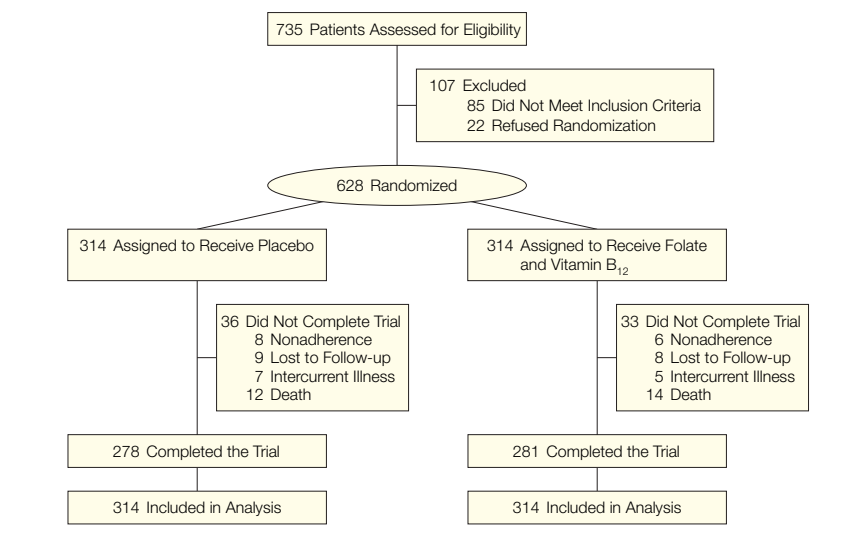 735 Patients Assessed for Eligibility
107 Excluded
85 Did Not Meet Inclusion Criteria
22 Refused Randomization
628 Randomized
314 Assigned to Receive Placebo
314 Assigned to Receive Folate
and Vitamin B12
36 Did Not Complete Trial
8 Nonadherence
9 Lost to Follow-up
7 Intercurrent Illness
12 Death
33 Did Not Complete Trial
6 Nonadherence
8 Lost to Follow-up
5 Intercurrent Illness
14 Death
278 Completed the Trial
281 Completed the Trial
314 Included in Analysis
314 Included in Analysis